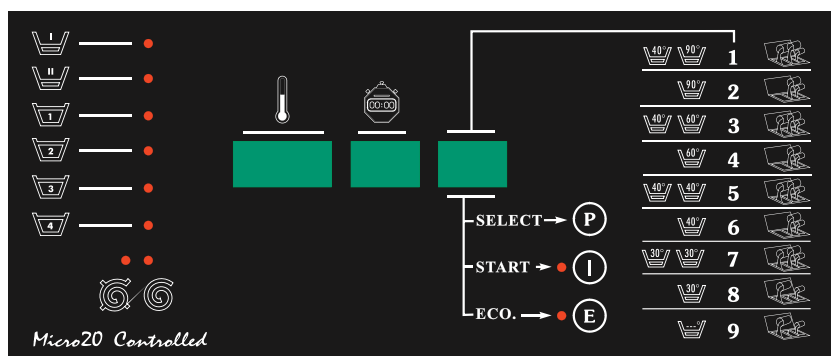 I
II
1
2
3
4
00:00
SELECT
P
START
I
ECO.
E
40° 90° 1
90° 2
40° 60° 3
60° 4
40° 40° 5
40° 6
30° 30° 7
30° 8
---° 9
Micro20 Controlled